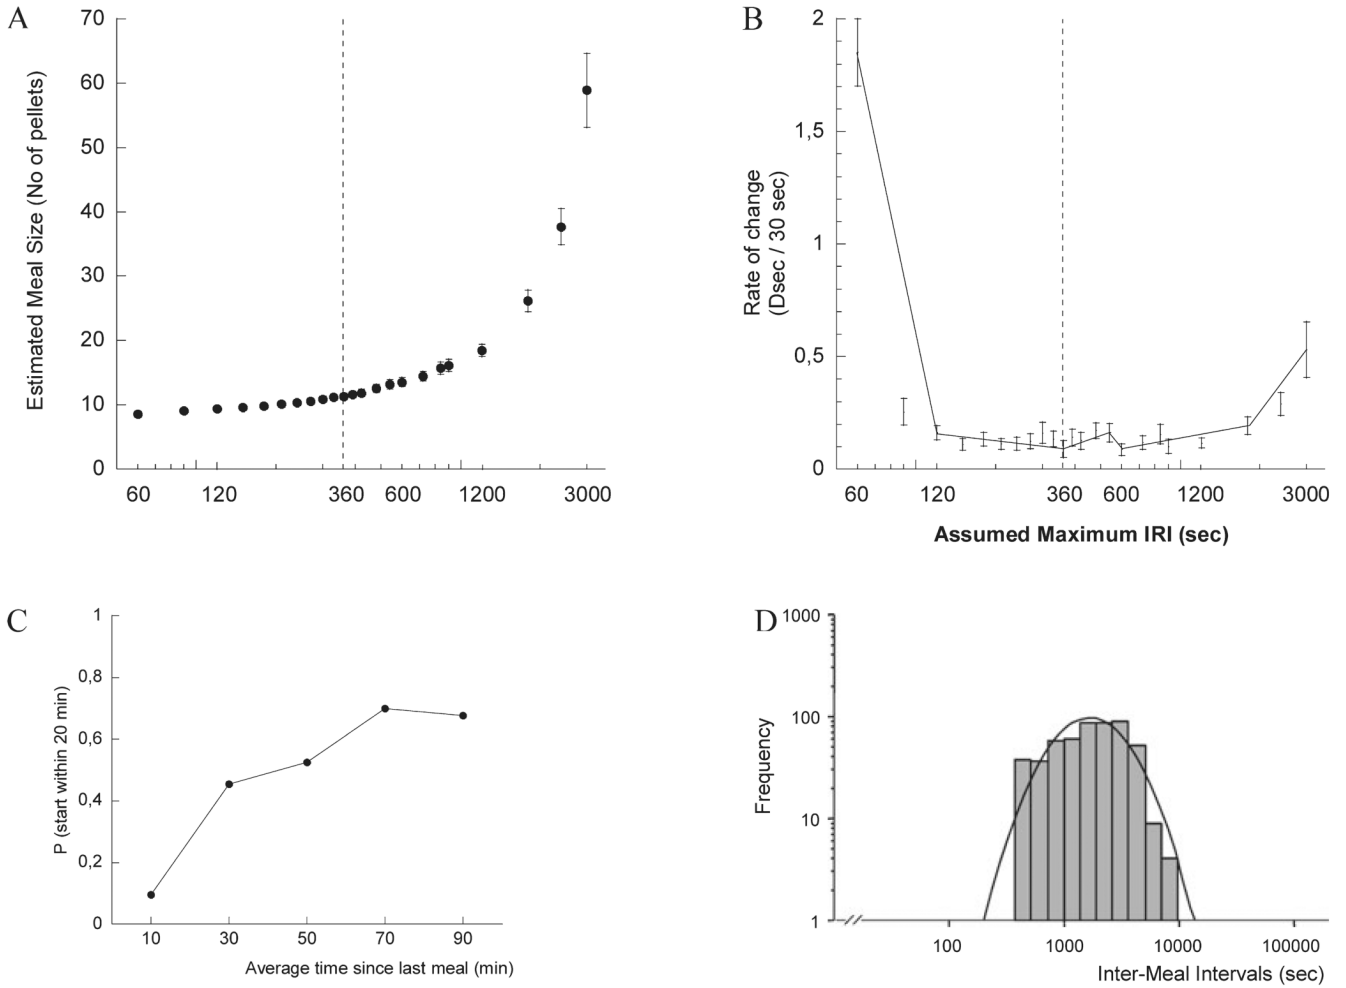 A
Estimated Meal Size (No of pellets)
70
60
50
40
30
20
10
0
60 120 360 600 1200 3000
B
Rate of change
(Dsec / 30 sec)
2
1,5
1
0,5
0
60 120 360 600 1200 3000
Assumed Maximum IRI (sec)
C
P (start within 20 min)
1
0,8
0,6
0,4
0,2
0
10 30 50 70 90
Average time since last meal (min)
D
Frequency
1000
100
10
1
100 1000 10000 100000
Inter-Meal Intervals (sec)